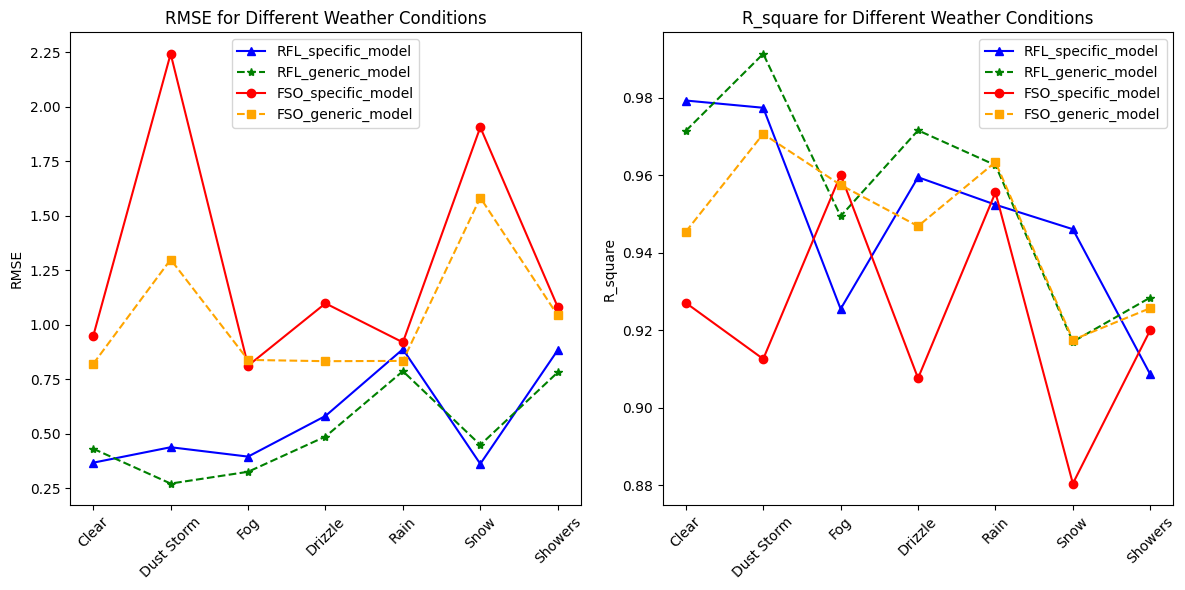 RMSE for Different Weather Conditions
RMSE
2.25
2.00
1.75
1.50
1.25
1.00
0.75
0.50
0.25
RFL_specific_model
RFL_generic_model
FSO_specific_model
FSO_generic_model
Clear
Dust Storm
Fog
Drizzle
Rain
Snow
Showers
R_square for Different Weather Conditions
R_square
0.98
0.96
0.94
0.92
0.90
0.88
RFL_specific_model
RFL_generic_model
FSO_specific_model
FSO_generic_model
Clear
Dust Storm
Fog
Drizzle
Rain
Snow
Showers